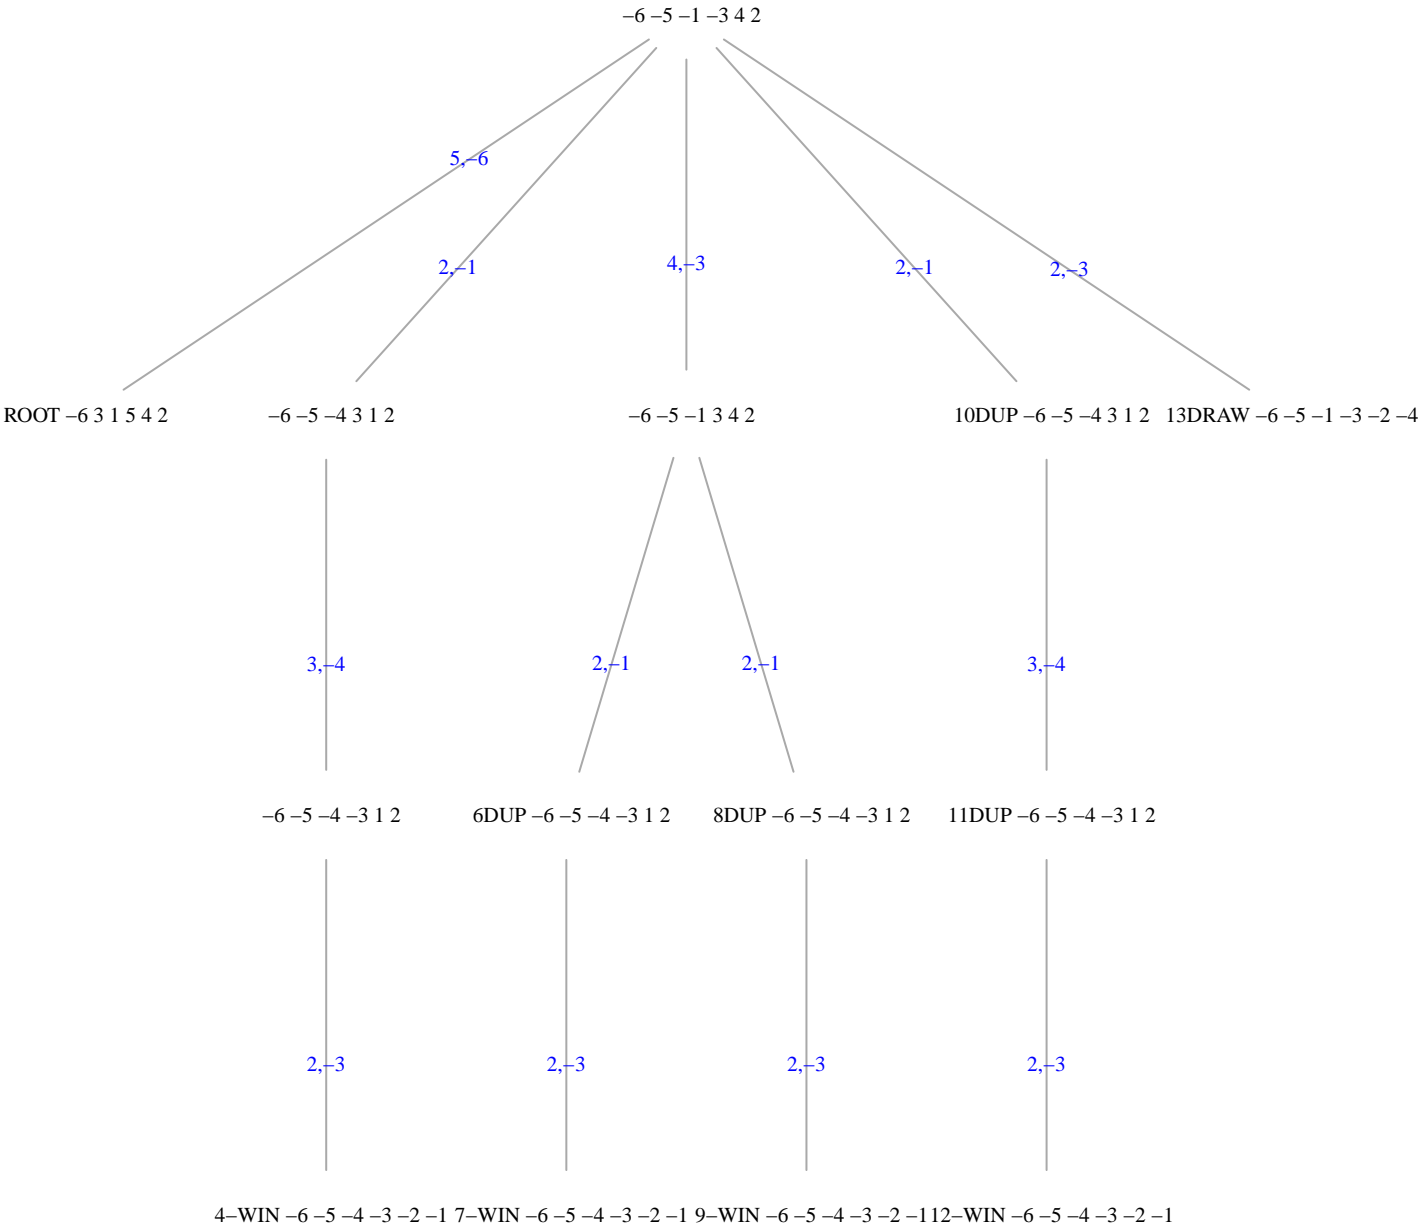 –6 –5 –1 –3 4 2
5,–6
2,–1
4,–3
2,–1
2,–3
ROOT –6 3 1 5 4 2
–6 –5 –4 3 1 2
–6 –5 –1 3 4 2
10DUP –6 –5 –4 3 1 2
13DRAW –6 –5 –1 –3 –2 –4
3,–4
2,–1
2,–1
3,–4
–6 –5 –4 –3 1 2
6DUP –6 –5 –4 –3 1 2
8DUP –6 –5 –4 –3 1 2
11DUP –6 –5 –4 –3 1 2
2,–3
2,–3
2,–3
2,–3
4–WIN –6 –5 –4 –3 –2 –1
7–WIN –6 –5 –4 –3 –2 –1
9–WIN –6 –5 –4 –3 –2 –1
12–WIN –6 –5 –4 –3 –2 –1